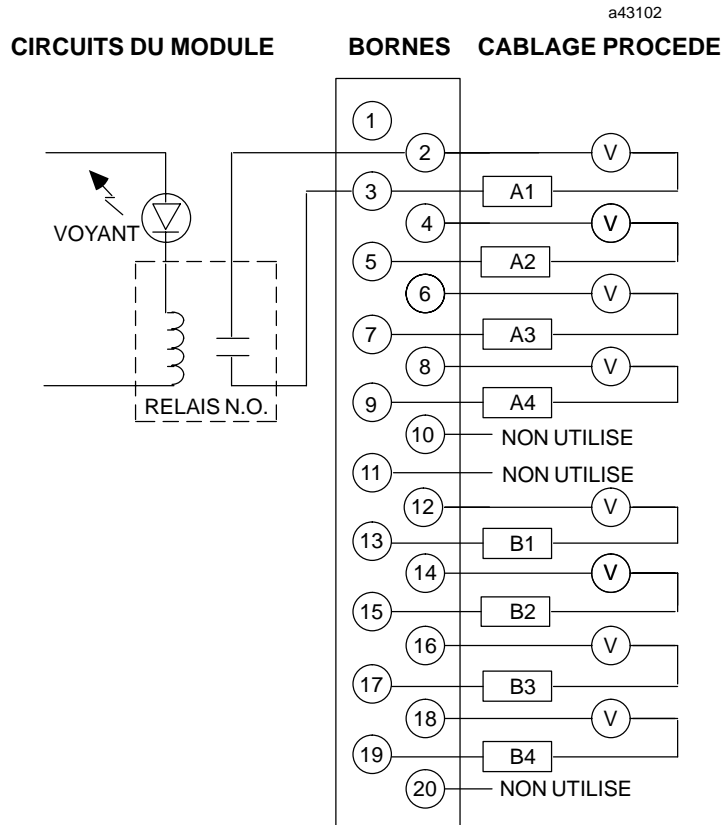 a43102
CIRCUITS DU MODULE BORNES CABLAGE PROCEDE
1
2 V
3 A1
VOYANT 4 V
5 A2
6 V
7 A3
8 V
RELAIS N.O. 9 A4
10 NON UTILISE
11 NON UTILISE
12 V
13 B1
14 V
15 B2
16 V
17 B3
18 V
19 B4
20 NON UTILISE